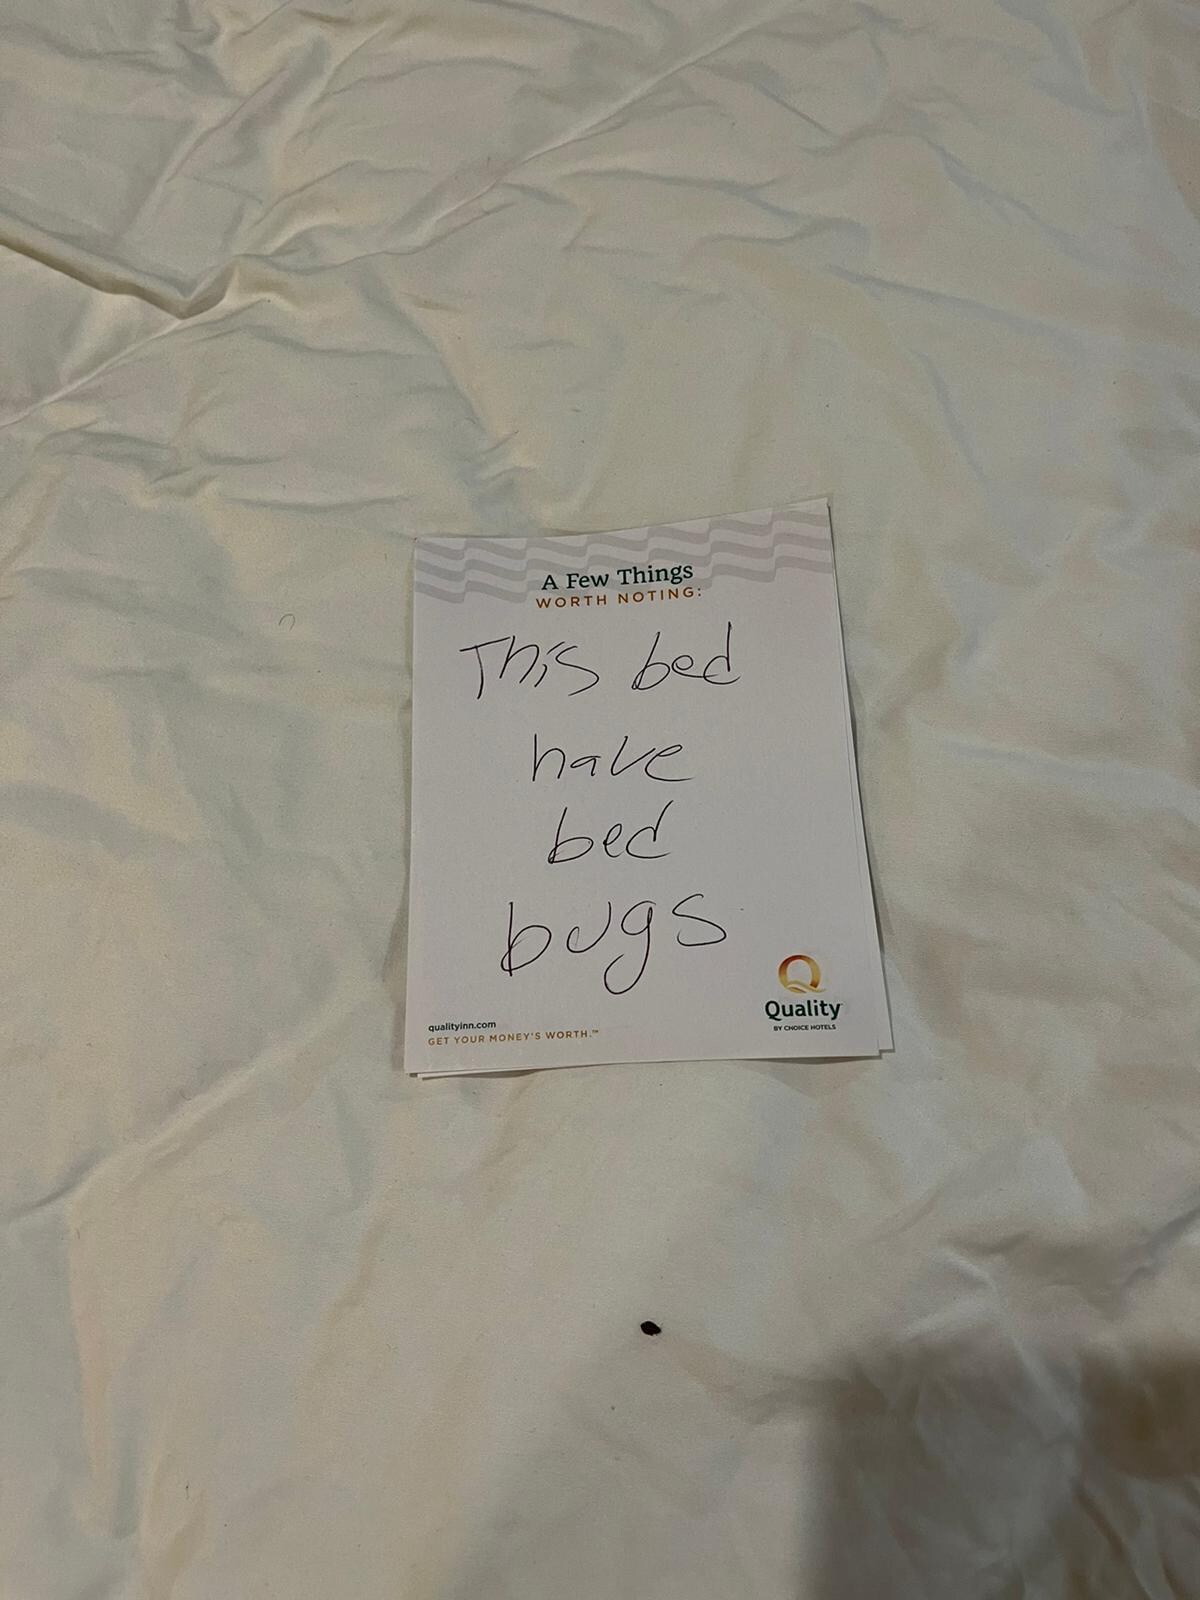 A Few Things
WORTH NOTING:
This bed
have
bed
bugs
Quality
BY CHOICE HOTELS
qualityinn.com
GET YOUR MONEY'S WORTH.™